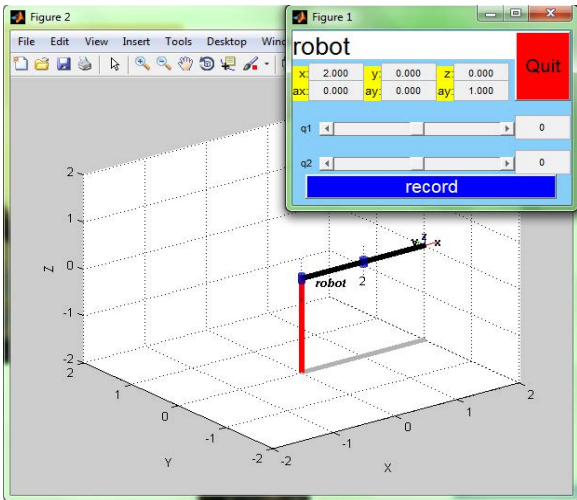 Figure 2
File Edit View Insert Tools Desktop
Figure 1
robot
Quit
x: 2.000 y: 0.000 z: 0.000
ax: 0.000 ay: 0.000 ay: 1.000
q1 0
q2 0
record
2
1
0
-1
-2
Z
robot
2
z
Y x
2
1
0
-1
-2
Y
-2
-1
0
1
2
X